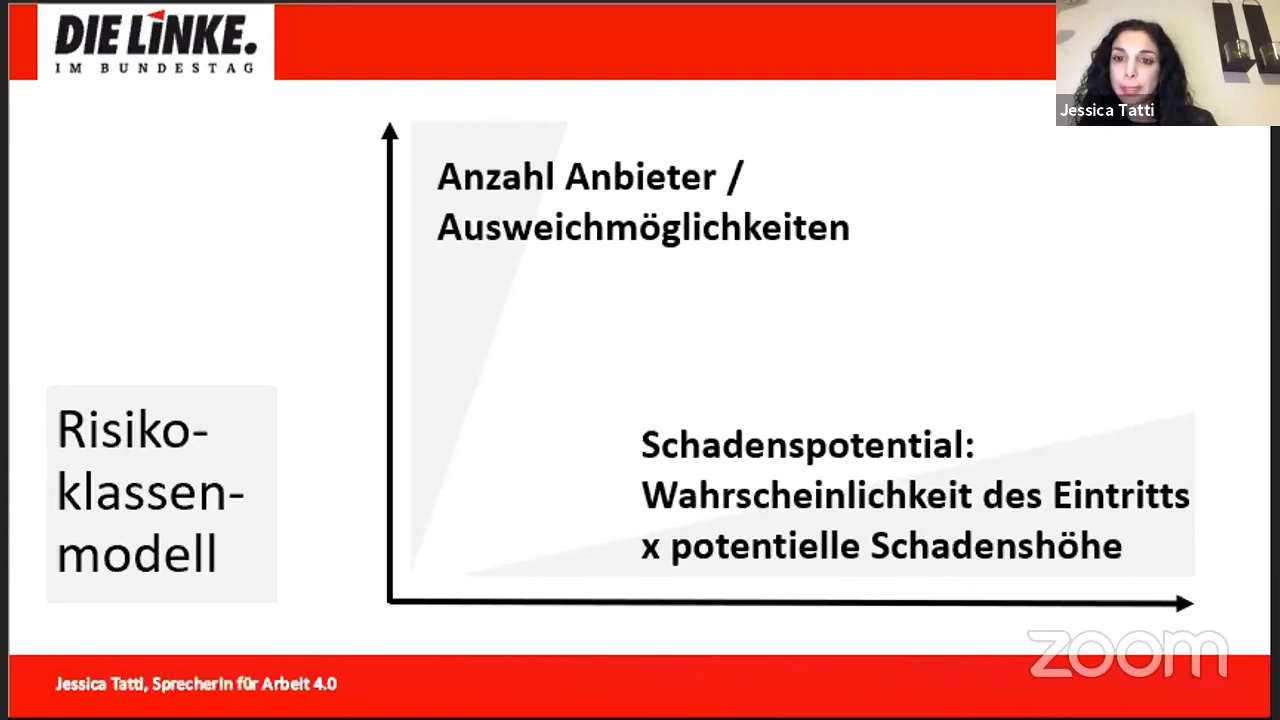 DIE LINKE.
IM BUNDESTAG
Jessica Tatti
Anzahl Anbieter /
Ausweichmöglichkeiten
Risiko-
klassen-
modell
Schadenspotential:
Wahrscheinlichkeit des Eintritts
x potentielle Schadenshöhe
zoom
Jessica Tatti, SprecherIn für Arbeit 4.0